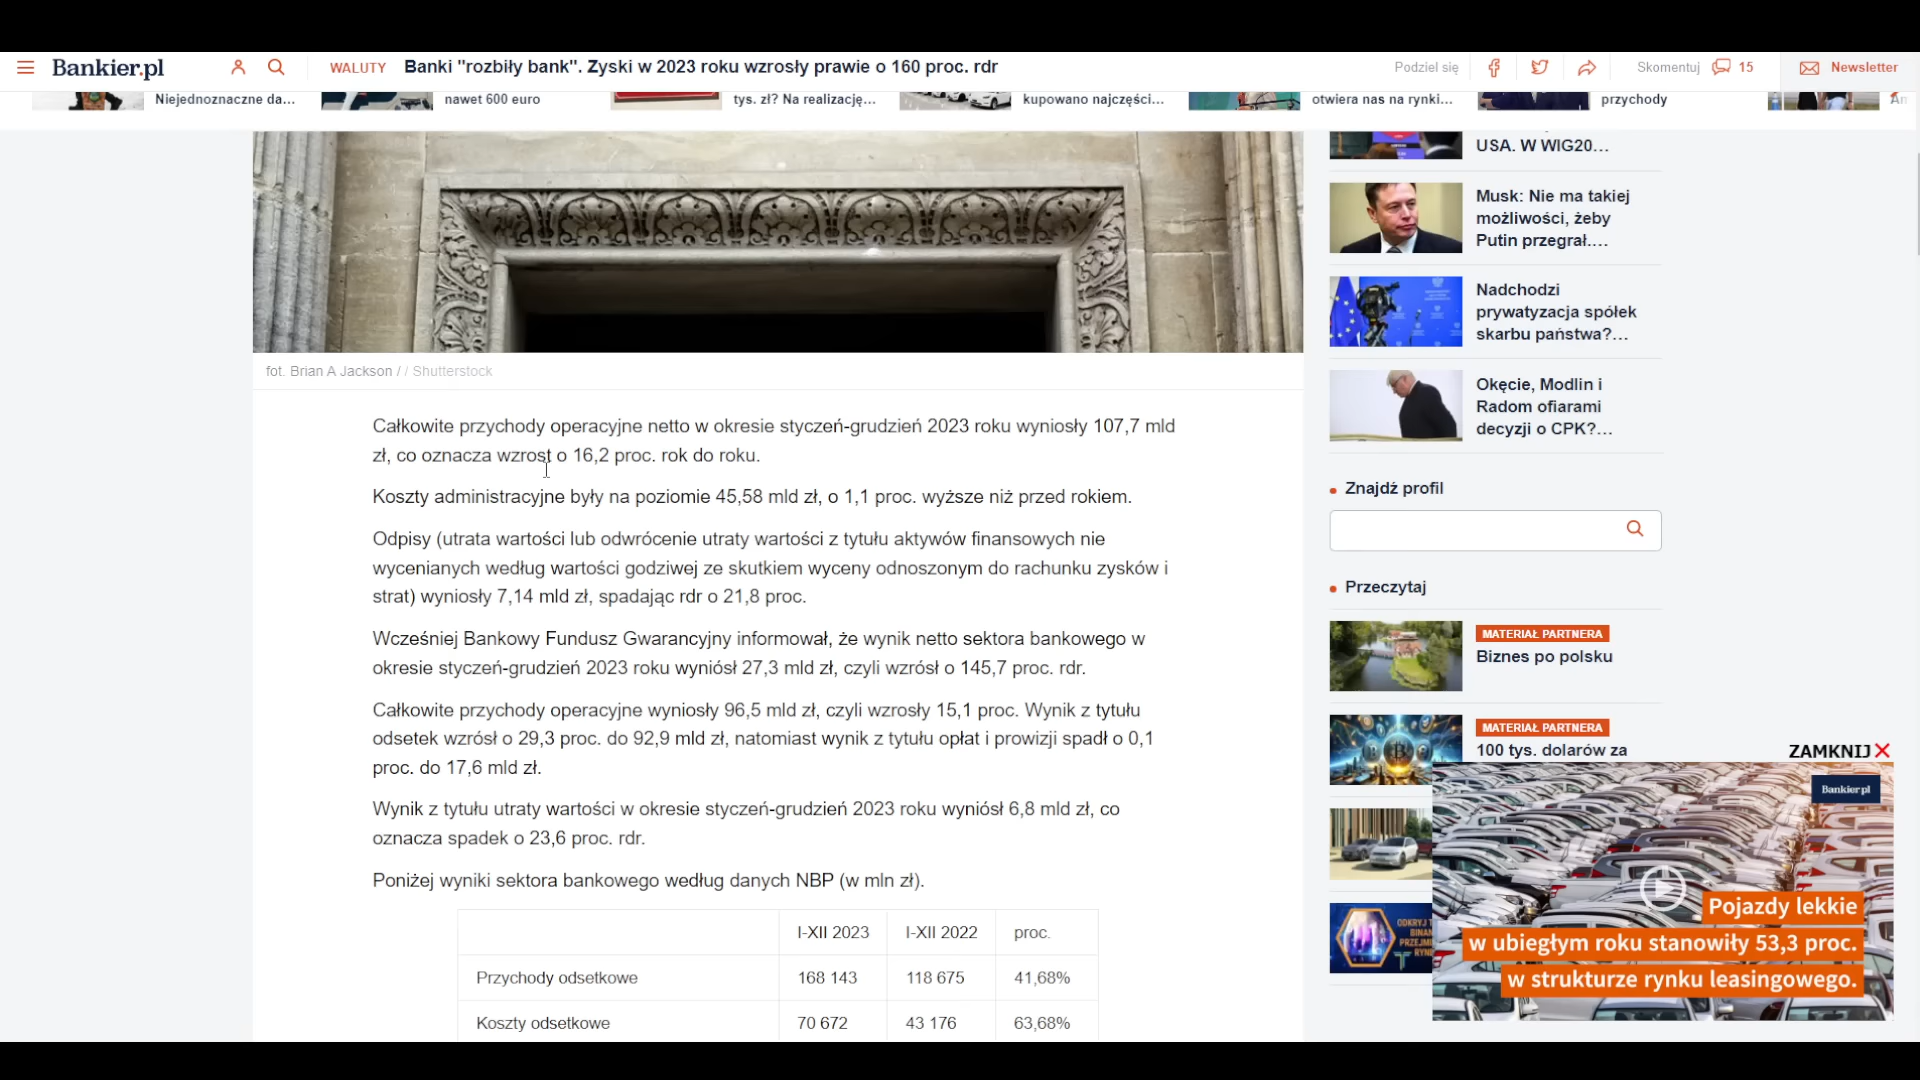 Bankier.pl
WALUTY
Banki "rozbiły bank". Zyski w 2023 roku wzrosły prawie o 160 proc. rdr
Podziel się
Skomentuj
15
Newsletter
Niejednoznaczne da...
nawet 600 euro
tys. zł? Na realizację...
kupowano najczęści...
otwiera nas na rynki...
przychody
fot. Brian A Jackson / / Shutterstock
Całkowite przychody operacyjne netto w okresie styczeń-grudzień 2023 roku wyniosły 107,7 mld
zł, co oznacza wzrost o 16,2 proc. rok do roku.
Koszty administracyjne były na poziomie 45,58 mld zł, o 1,1 proc. wyższe niż przed rokiem.
Odpisy (utrata wartości lub odwrócenie utraty wartości z tytułu aktywów finansowych nie
wycenianych według wartości godziwej ze skutkiem wyceny odnoszonym do rachunku zysków i
strat) wyniosły 7,14 mld zł, spadając rdr o 21,8 proc.
Wcześniej Bankowy Fundusz Gwarancyjny informował, że wynik netto sektora bankowego w
okresie styczeń-grudzień 2023 roku wyniósł 27,3 mld zł, czyli wzrósł o 145,7 proc. rdr.
Całkowite przychody operacyjne wyniosły 96,5 mld zł, czyli wzrosły 15,1 proc. Wynik z tytułu
odsetek wzrósł o 29,3 proc. do 92,9 mld zł, natomiast wynik z tytułu opłat i prowizji spadł o 0,1
proc. do 17,6 mld zł.
Wynik z tytułu utraty wartości w okresie styczeń-grudzień 2023 roku wyniósł 6,8 mld zł, co
oznacza spadek o 23,6 proc. rdr.
Poniżej wyniki sektora bankowego według danych NBP (w mln zł).
I-XII 2023 I-XII 2022 proc.
Przychody odsetkowe 168 143 118 675 41,68%
Koszty odsetkowe 70 672 43 176 63,68%
USA. W WIG20...
Musk: Nie ma takiej
możliwości, żeby
Putin przegrał....
Nadchodzi
prywatyzacja spółek
skarbu państwa?...
Okęcie, Modlin i
Radom ofiarami
decyzji o CPK?...
Znajdź profil
Przeczytaj
MATERIAŁ PARTNERA
Biznes po polsku
MATERIAŁ PARTNERA
100 tys. dolarów za
ZAMKNIJ
Bankier.pl
Pojazdy lekkie
w ubiegłym roku stanowiły 53,3 proc.
w strukturze rynku leasingowego.